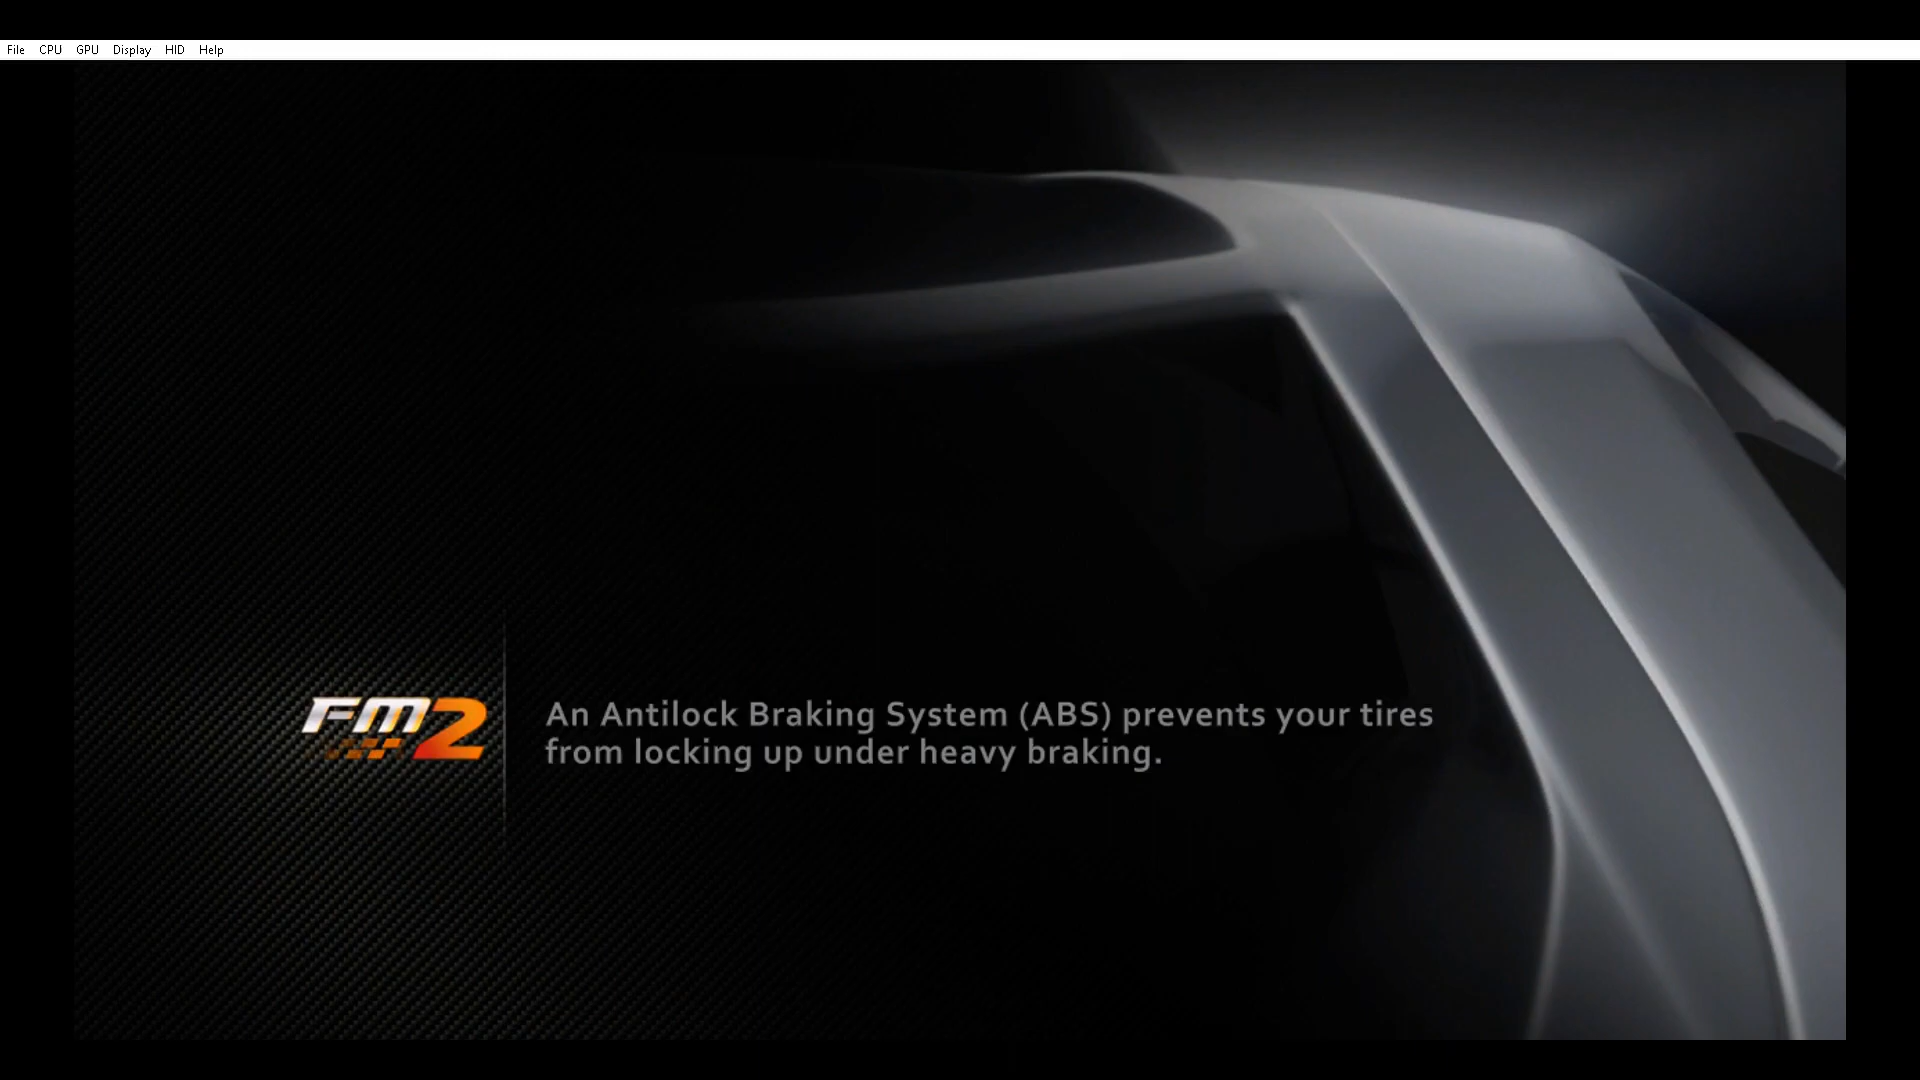 File CPU GPU Display HID Help
FM2
An Antilock Braking System (ABS) prevents your tires
from locking up under heavy braking.